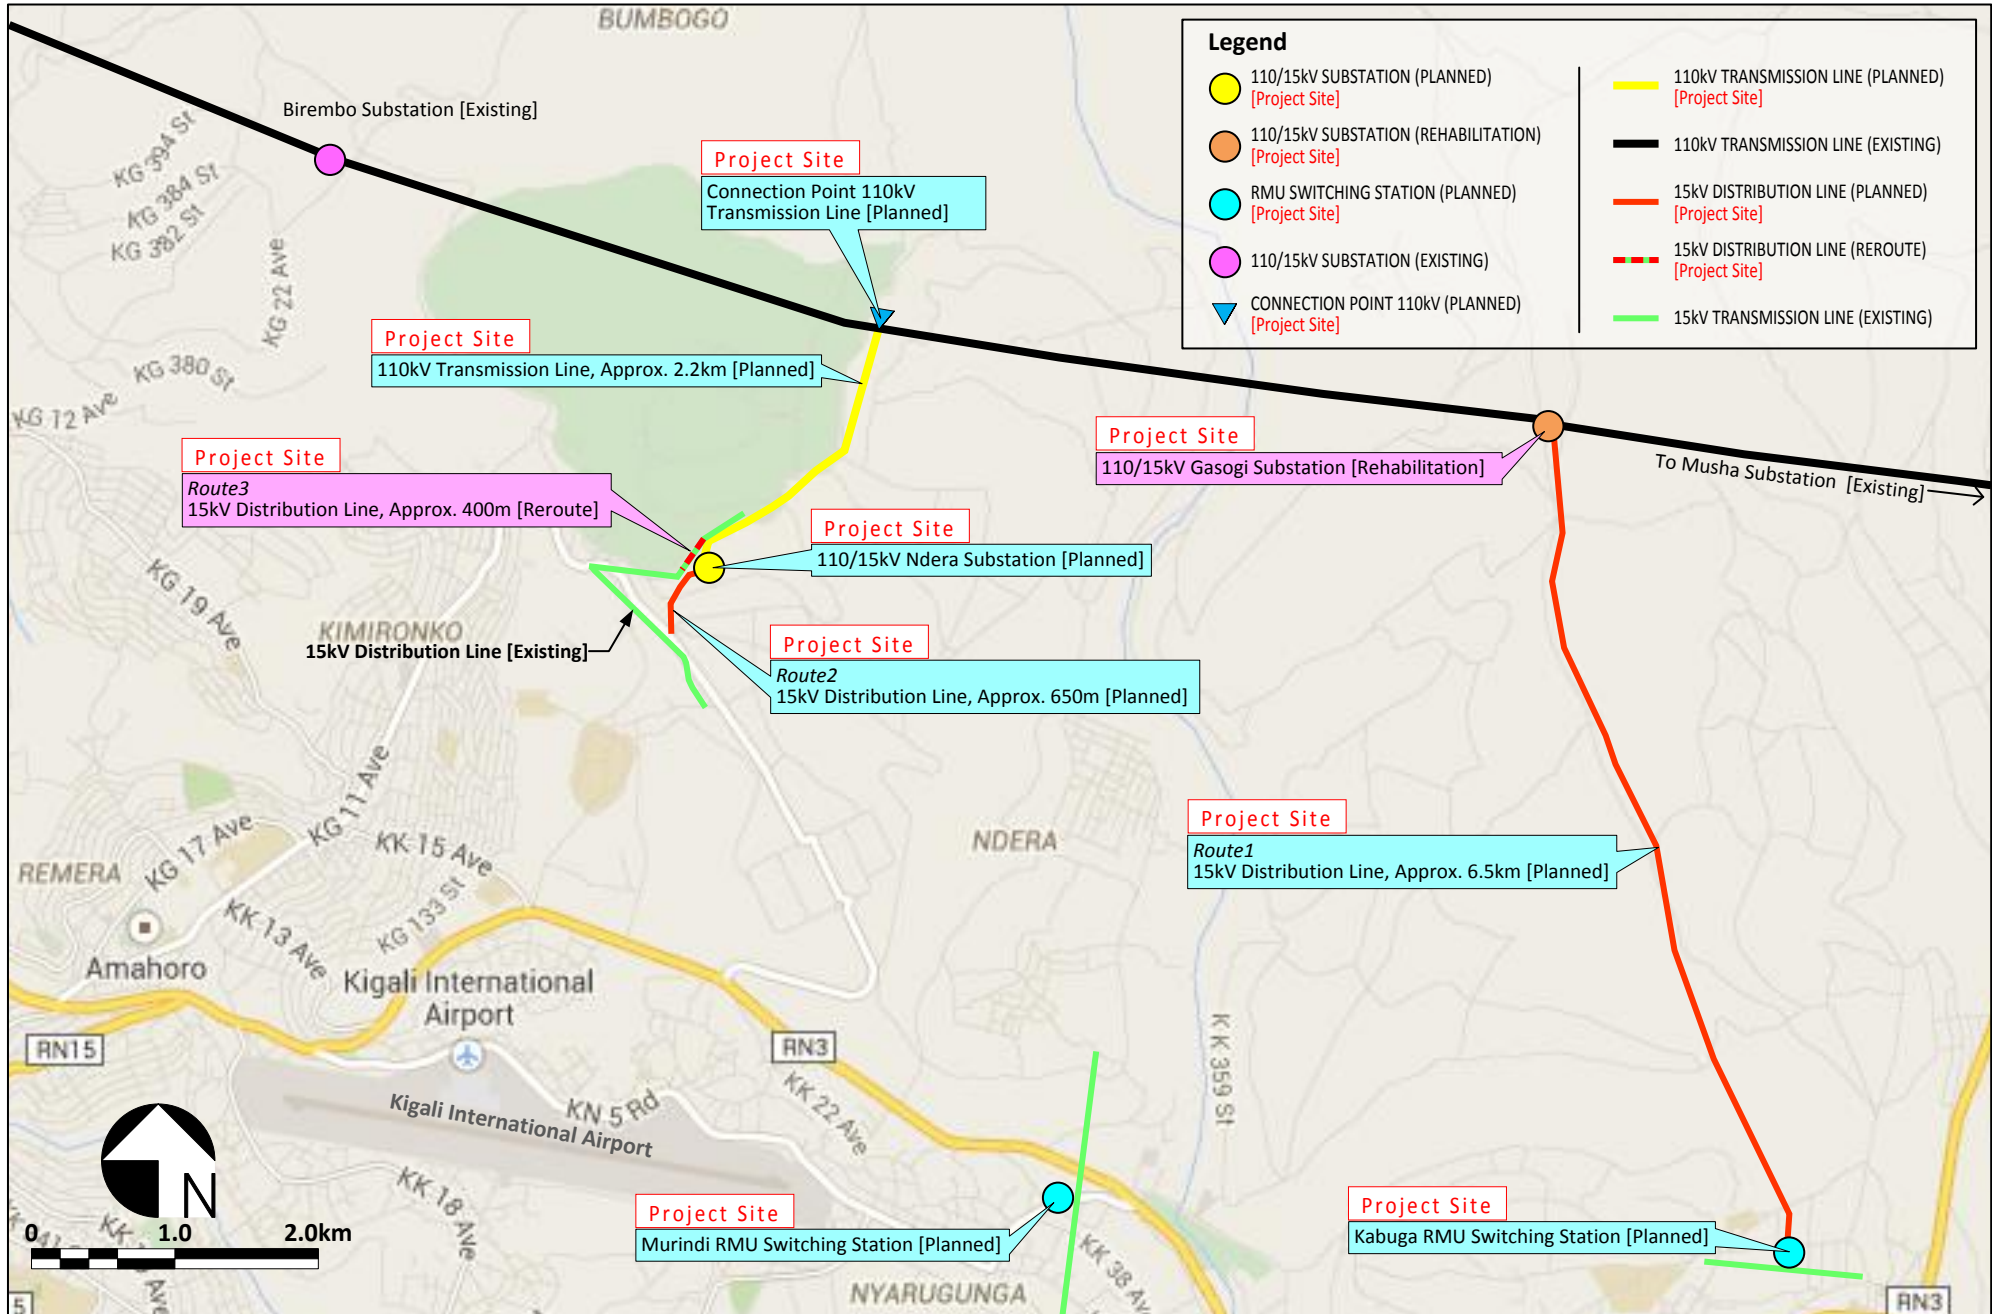 BUMBOGO
Legend
110/15kV SUBSTATION (PLANNED)
[Project Site]
110/15kV SUBSTATION (REHABILITATION)
[Project Site]
RMU SWITCHING STATION (PLANNED)
[Project Site]
110/15kV SUBSTATION (EXISTING)
CONNECTION POINT 110kV (PLANNED)
[Project Site]
110kV TRANSMISSION LINE (PLANNED)
[Project Site]
110kV TRANSMISSION LINE (EXISTING)
15kV DISTRIBUTION LINE (PLANNED)
[Project Site]
15kV DISTRIBUTION LINE (REROUTE)
[Project Site]
15kV TRANSMISSION LINE (EXISTING)
Birembo Substation [Existing]
KG 394 St
KG 384 St
KG 382 St
KG 22 Ave
Project Site
Connection Point 110kV
Transmission Line [Planned]
Project Site
110kV Transmission Line, Approx. 2.2km [Planned]
KG 380 St
KG 12 Ave
Project Site
Route3
15kV Distribution Line, Approx. 400m [Reroute]
Project Site
110/15kV Gasogi Substation [Rehabilitation]
To Musha Substation [Existing]
Project Site
110/15kV Ndera Substation [Planned]
KG 19 Ave
KIMIRONKO
15kV Distribution Line [Existing]
Project Site
Route2
15kV Distribution Line, Approx. 650m [Planned]
KG 11 Ave
KG 17 Ave
KK 15 Ave
REMERA
NDERA
Project Site
Route1
15kV Distribution Line, Approx. 6.5km [Planned]
KG 133 St
KK 13 Ave
Amahoro
Kigali International
Airport
RN15
RN3
K K 359 St
KK 22 Ave
KN 5 Rd
Kigali International Airport
N
KK 18 Ave
0 1.0 2.0km
Project Site
Murindi RMU Switching Station [Planned]
Project Site
Kabuga RMU Switching Station [Planned]
KK 38 Ave
NYARUGUNGA
RN3
5